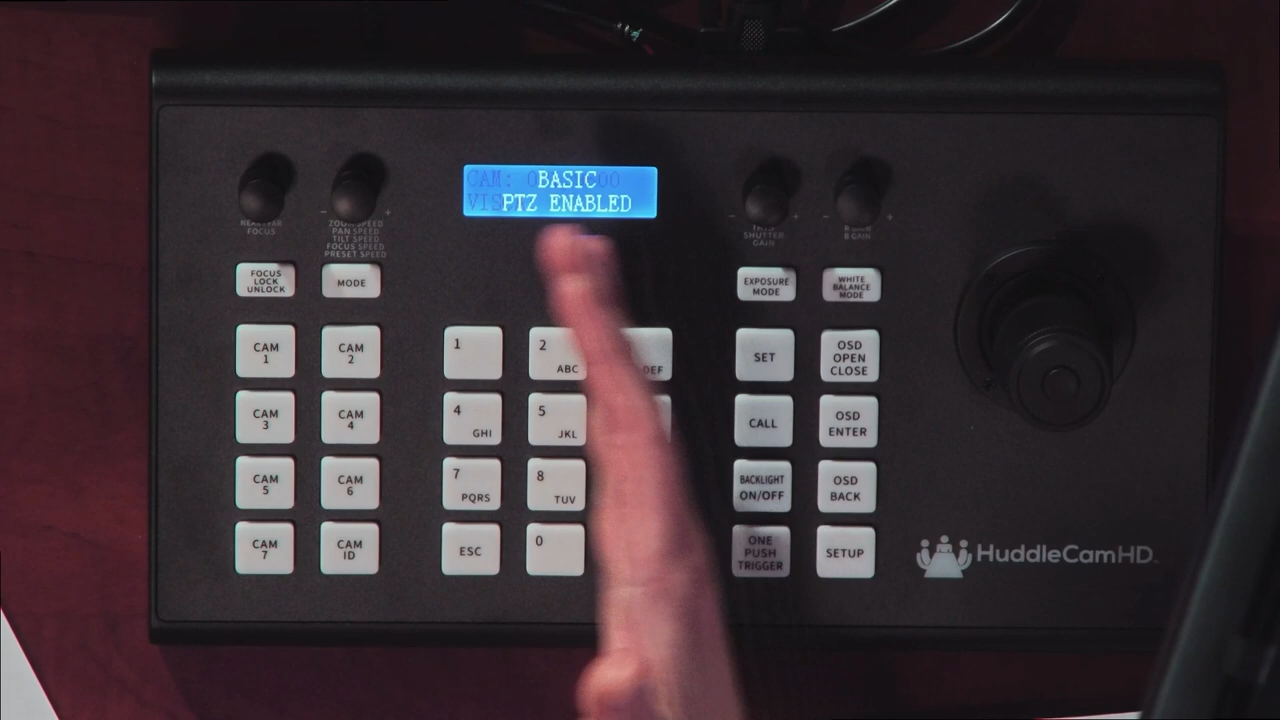 CAM: 0BASIC00
VISPTZ ENABLED
NEAR/FAR
FOCUS
- +
ZOOM SPEED
PAN SPEED
TILT SPEED
FOCUS SPEED
PRESET SPEED
- +
SHUTTER
GAIN
- +
R GAIN
B GAIN
FOCUS
LOCK
UNLOCK
MODE
EXPOSURE
MODE
WHITE
BALANCE
MODE
CAM
1
CAM
2
1
2
ABC
DEF
SET
OSD
OPEN
CLOSE
CAM
3
CAM
4
4
GHI
5
JKL
CALL
OSD
ENTER
CAM
5
CAM
6
7
PQRS
8
TUV
BACKLIGHT
ON/OFF
OSD
BACK
CAM
7
CAM
ID
ESC
0
ONE
PUSH
TRIGGER
SETUP
HuddleCamHD